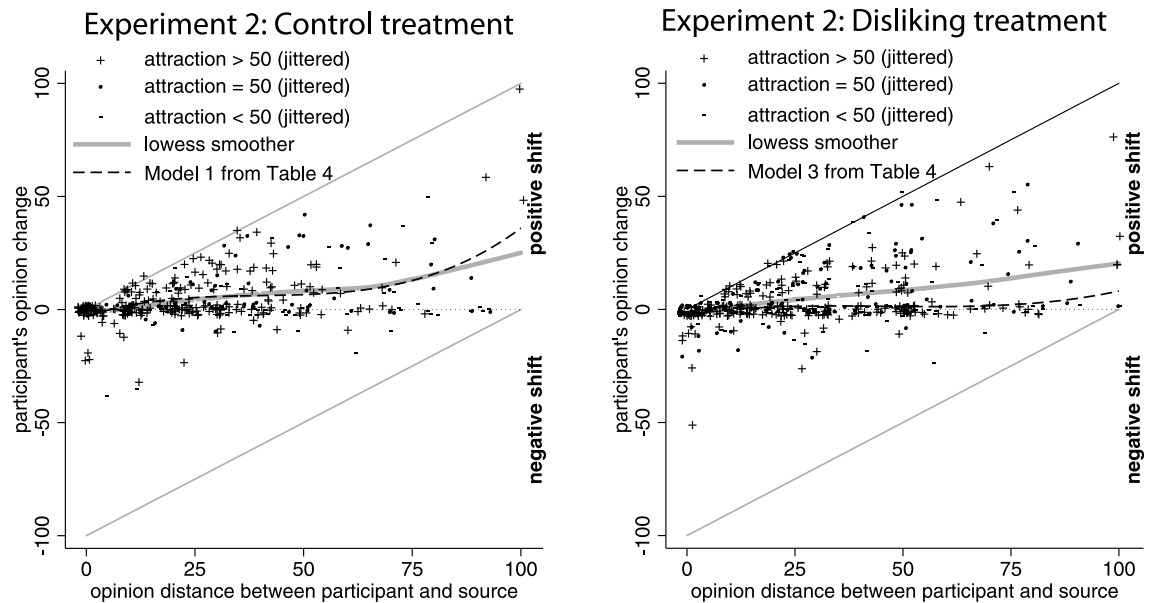 Experiment 2: Control treatment
attraction > 50 (jittered)
attraction = 50 (jittered)
attraction < 50 (jittered)
lowess smoother
Model 1 from Table 4
participant's opinion change
100
50
0
-50
-100
positive shift
negative shift
0 25 50 75 100
opinion distance between participant and source
Experiment 2: Disliking treatment
attraction > 50 (jittered)
attraction = 50 (jittered)
attraction < 50 (jittered)
lowess smoother
Model 3 from Table 4
participant's opinion change
100
50
0
-50
-100
positive shift
negative shift
0 25 50 75 100
opinion distance between participant and source